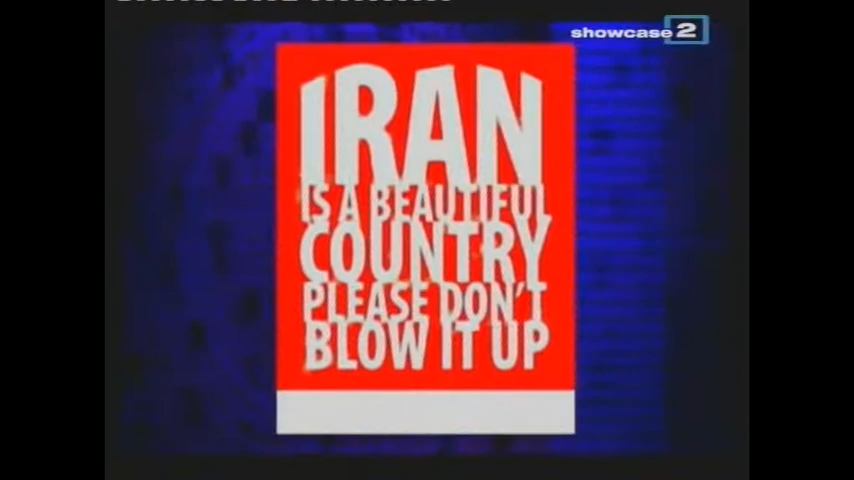 showcase 2
IRAN
IS A BEAUTIFUL
COUNTRY
PLEASE DON'T
BLOW IT UP